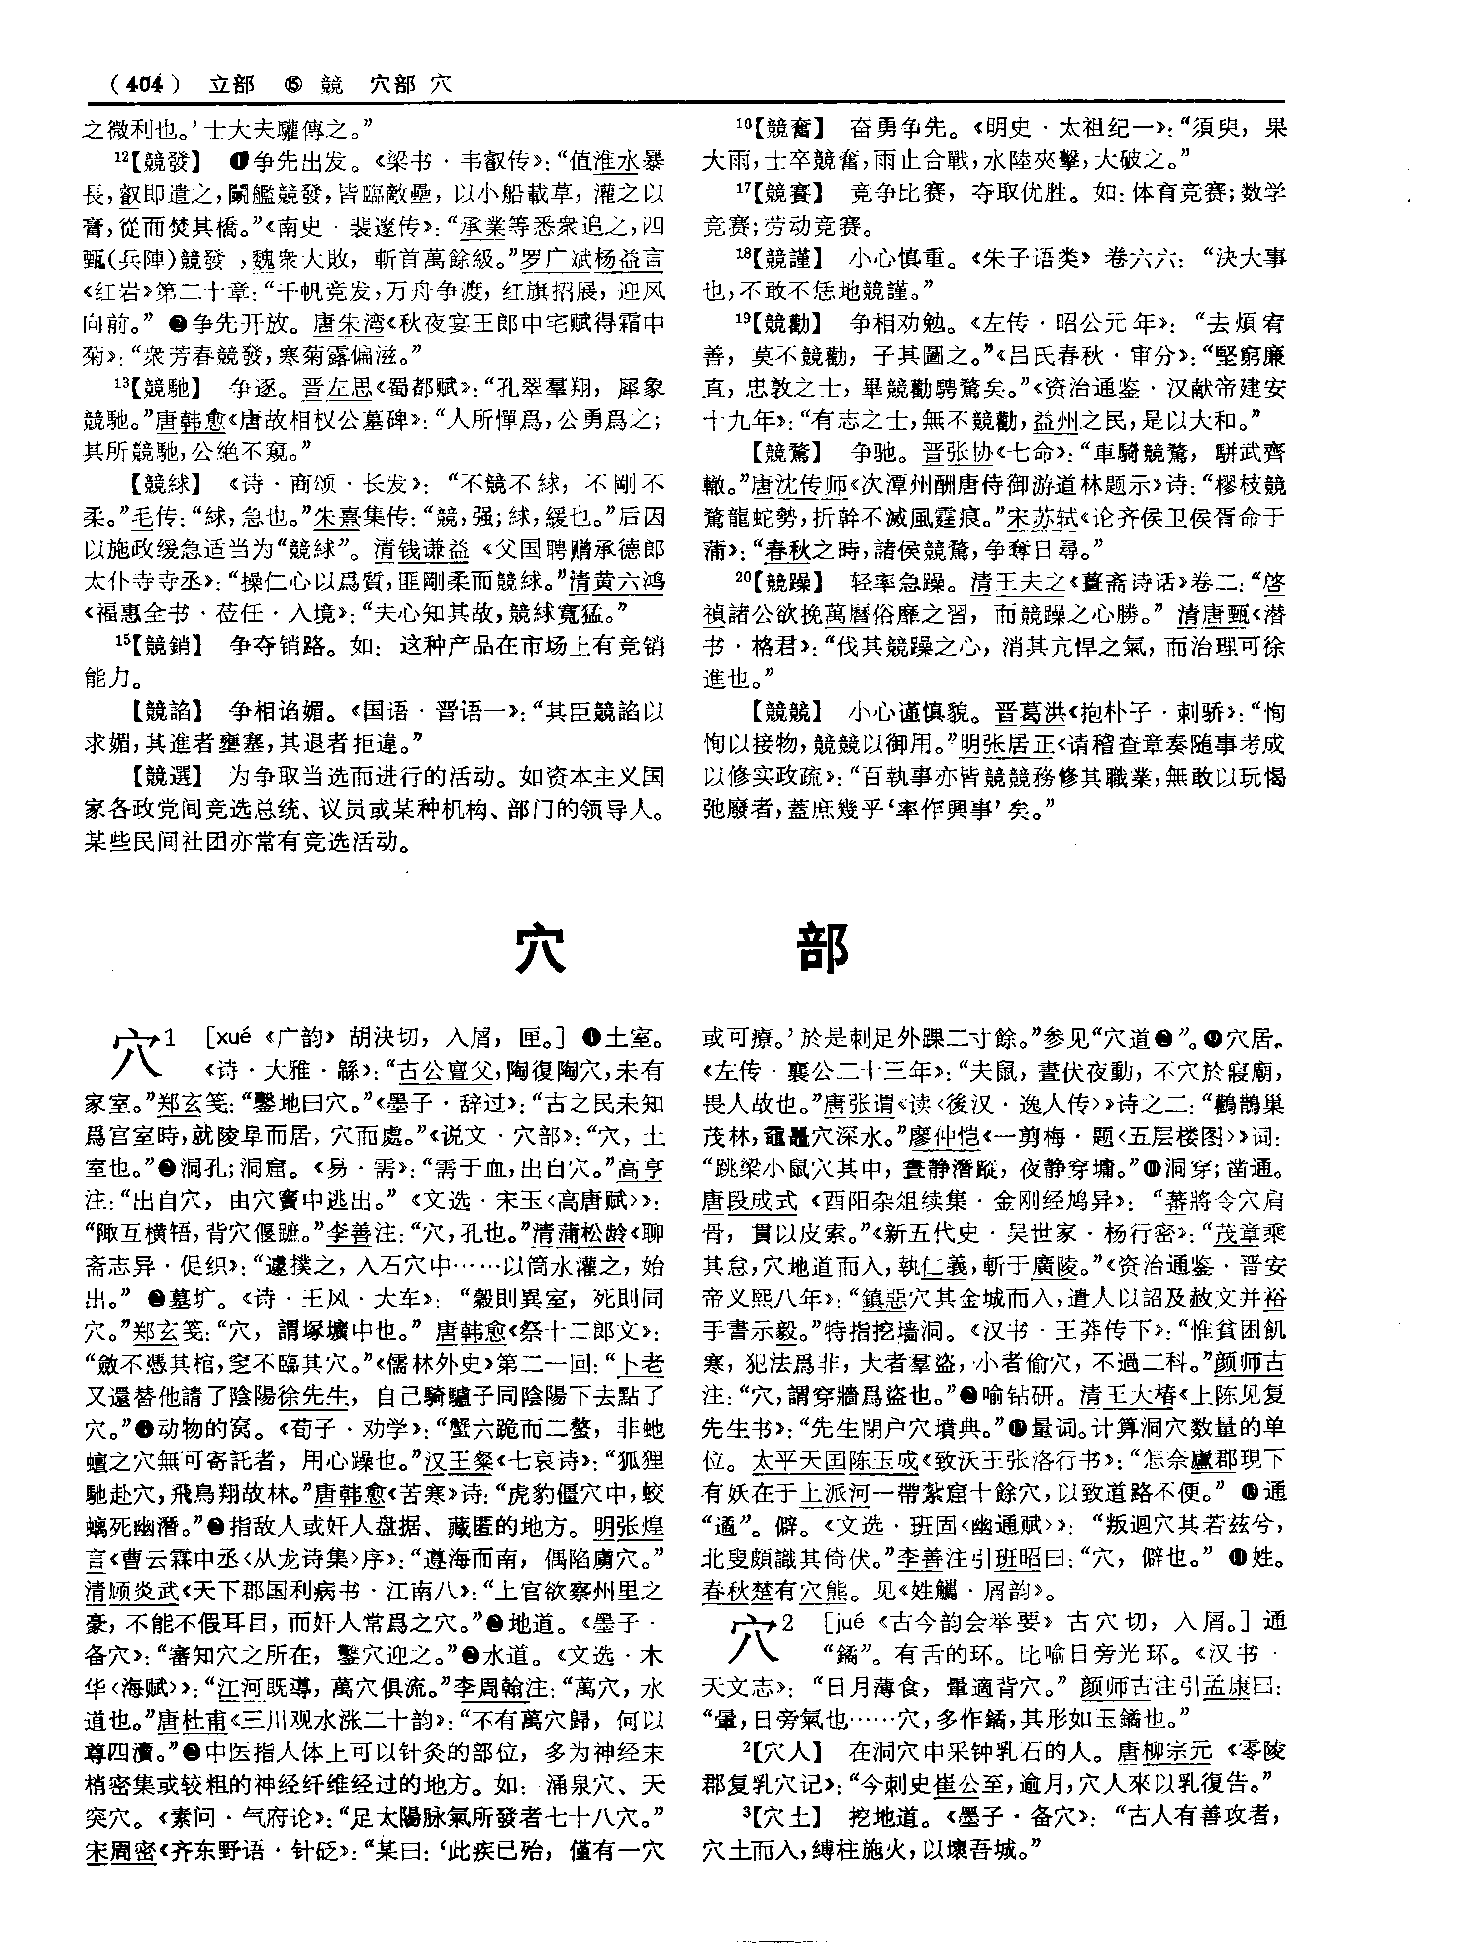 （404） 立部 ⑮ 競 穴部 穴
之微利也。’士大夫驩傳之。”
12【競發】 ❶争先出发。《梁书·韦叡传》：“值淮水暴
長，叡即遣之，鬭艦競發，皆臨敵壘，以小船載草，灌之以
膏，從而焚其橋。”《南史·裴邃传》：“承業等悉衆追之，四
甄(兵陣)競發，魏衆大敗，斬首萬餘級。”罗广斌杨益言
《红岩》第二十章：“千帆竞发，万舟争渡，红旗招展，迎风
向前。” ❷争先开放。唐朱湾《秋夜宴王郎中宅赋得霜中
菊》：“衆芳春競發，寒菊露偏滋。”
13【競馳】 争逐。晋左思《蜀都赋》：“孔翠羣翔，犀象
競馳。”唐韩愈《唐故相权公墓碑》：“人所憚爲，公勇爲之；
其所競馳，公絶不窺。”
【競絿】 《诗·商颂·长发》：“不競不絿，不剛不
柔。”毛传：“絿，急也。”朱熹集传：“競，强；絿，緩也。”后因
以施政缓急适当为“競絿”。清钱谦益《父国聘赠承德郎
太仆寺寺丞》：“操仁心以爲質，匪剛柔而競絿。”清黄六鸿
《福惠全书·莅任·入境》：“夫心知其故，競絿寬猛。”
15【競銷】 争夺销路。如：这种产品在市场上有竞销
能力。
【競諂】 争相谄媚。《国语·晋语一》：“其臣競諂以
求媚，其進者壅塞，其退者拒違。”
【競選】 为争取当选而进行的活动。如资本主义国
家各政党间竞选总统、议员或某种机构、部门的领导人。
某些民间社团亦常有竞选活动。
16【競奮】 奋勇争先。《明史·太祖纪一》：“須臾，果
大雨，士卒競奮，雨止合戰，水陸夾擊，大破之。”
17【競賽】 竞争比赛，夺取优胜。如：体育竞赛；数学
竞赛；劳动竞赛。
18【競謹】 小心慎重。《朱子语类》卷六六：“決大事
也，不敢不恁地競謹。”
19【競勸】 争相劝勉。《左传·昭公元年》：“去煩宥
善，莫不競勸，子其圖之。”《吕氏春秋·审分》：“堅窮廉
直，忠敦之士，畢競勸騁騖矣。”《资治通鉴·汉献帝建安
十九年》：“有志之士，無不競勸，益州之民，是以大和。”
【競騖】 争驰。晋张协《七命》：“車騎競騖，駢武齊
轍。”唐沈传师《次潭州酬唐侍御游道林题示》诗：“樛枝競
騖龍蛇勢，折幹不滅風霆痕。”宋苏轼《论齐侯卫侯胥命于
蒲》：“春秋之時，諸侯競騖，争奪日尋。”
20【競躁】 轻率急躁。清王夫之《薑斋诗话》卷二：“啓
禎諸公欲挽萬曆俗靡之習，而競躁之心勝。”清唐甄《潜
书·格君》：“伐其競躁之心，消其亢悍之氣，而治理可徐
進也。”
【競競】 小心谨慎貌。晋葛洪《抱朴子·刺骄》：“恂
恂以接物，競競以御用。”明张居正《请稽查章奏随事考成
以修实政疏》：“百執事亦皆競競務修其職業，無敢以玩愒
弛廢者，蓋庶幾乎‘率作興事’矣。”
穴 部
穴1 ［xué《广韵》胡決切，入屑，匣。］ ❶土室。
《诗·大雅·緜》：“古公亶父，陶復陶穴，未有
家室。”郑玄笺：“鑿地曰穴。”《墨子·辞过》：“古之民未知
爲宫室時，就陵阜而居，穴而處。”《说文·穴部》：“穴，土
室也。”❷洞孔；洞窟。《易·需》：“需于血，出自穴。”高亨
注：“出自穴，由穴竇中逃出。”《文选·宋玉〈高唐赋〉》：
“陬互横啎，背穴偃蹠。”李善注：“穴，孔也。”清蒲松龄《聊
斋志异·促织》：“遽撲之，入石穴中……以筒水灌之，始
出。” ❸墓圹。《诗·王风·大车》：“穀則異室，死則同
穴。”郑玄笺：“穴，謂塚壙中也。”唐韩愈《祭十二郎文》：
“斂不憑其棺，窆不臨其穴。”《儒林外史》第二一回：“卜老
又還替他請了陰陽徐先生，自己騎驢子同陰陽下去點了
穴。”❹动物的窝。《荀子·劝学》：“蟹六跪而二螯，非虵
蟺之穴無可寄託者，用心躁也。”汉王粲《七哀诗》：“狐狸
馳赴穴，飛鳥翔故林。”唐韩愈《苦寒》诗：“虎豹僵穴中，蛟
螭死幽潛。”❺指敌人或奸人盘据、藏匿的地方。明张煌
言《曹云霖中丞〈从龙诗集〉序》：“遵海而南，偶陷虜穴。”
清顾炎武《天下郡国利病书·江南八》：“上官欲察州里之
豪，不能不假耳目，而奸人常爲之穴。”❻地道。《墨子·
备穴》：“審知穴之所在，鑿穴迎之。”❼水道。《文选·木
华〈海赋〉》：“江河既導，萬穴俱流。”李周翰注：“萬穴，水
道也。”唐杜甫《三川观水涨二十韵》：“不有萬穴歸，何以
尊四瀆。”❽中医指人体上可以针灸的部位，多为神经末
梢密集或较粗的神经纤维经过的地方。如：涌泉穴、天
突穴。《素问·气府论》：“足太陽脉氣所發者七十八穴。”
宋周密《齐东野语·针砭》：“某曰：‘此疾已殆，僅有一穴
或可療。’於是刺足外踝二寸餘。”参见“穴道❷”。❾穴居。
《左传·襄公二十三年》：“夫鼠，晝伏夜動，不穴於寢廟，
畏人故也。”唐张谓《读〈後汉·逸人传〉》诗之二：“鸛鵲巢
茂林，黿鼉穴深水。”廖仲恺《一剪梅·题〈五层楼图〉》词：
“跳梁小鼠穴其中，晝静潛蹤，夜静穿墉。”❿洞穿；凿通。
唐段成式《酉阳杂俎续集·金刚经鸠异》：“蕃將令穴肩
骨，貫以皮索。”《新五代史·吴世家·杨行密》：“茂章乘
其怠，穴地道而入，執仁義，斬于廣陵。”《资治通鉴·晋安
帝义熙八年》：“鎮惡穴其金城而入，遣人以詔及赦文并裕
手書示毅。”特指挖墙洞。《汉书·王莽传下》：“惟貧困飢
寒，犯法爲非，大者羣盗，小者偷穴，不過二科。”颜师古
注：“穴，謂穿牆爲盗也。”⓫喻钻研。清王大椿《上陈见复
先生书》：“先生閉户穴墳典。”⓬量词。计算洞穴数量的单
位。太平天国陈玉成《致沃王张洛行书》：“怎奈廬郡現下
有妖在于上派河一帶紮窟十餘穴，以致道路不便。” ⓭通
“遹”。僻。《文选·班固〈幽通赋〉》：“叛迴穴其若兹兮，
北叟頗識其倚伏。”李善注引班昭曰：“穴，僻也。” ⓮姓。
春秋楚有穴熊。见《姓觿·屑韵》。
穴2 ［jué《古今韵会举要》古穴切，入屑。］通
“鐍”。有舌的环。比喻日旁光环。《汉书·
天文志》：“日月薄食，暈適背穴。”颜师古注引孟康曰：
“暈，日旁氣也……穴，多作鐍，其形如玉鐍也。”
2【穴人】 在洞穴中采钟乳石的人。唐柳宗元《零陵
郡复乳穴记》：“今刺史崔公至，逾月，穴人來以乳復告。”
3【穴土】 挖地道。《墨子·备穴》：“古人有善攻者，
穴土而入，縛柱施火，以壞吾城。”